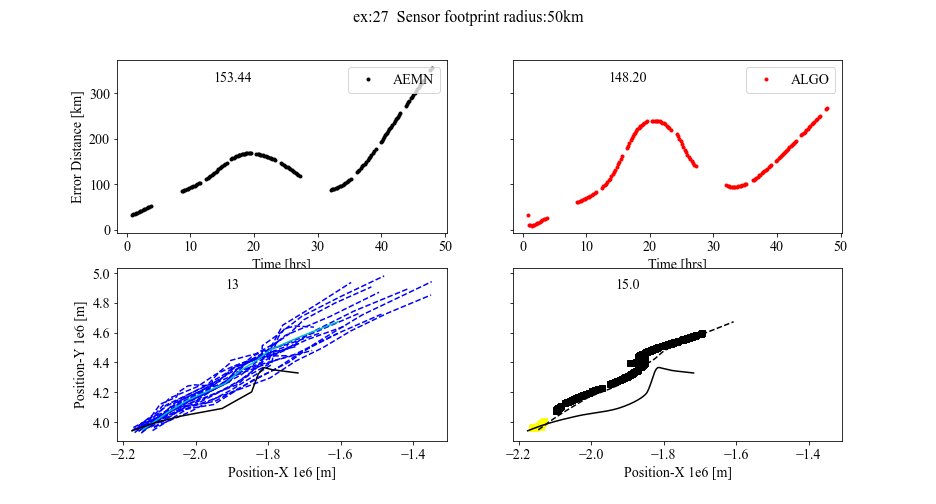 ex:27  Sensor footprint radius:50km
153.44
AEMN
148.20
ALGO
300
200
100
0
Error Distance [km]
0 10 20 30 40 50
0 10 20 30 40 50
Time [hrs]
Time [hrs]
13
15.0
5.0
4.8
4.6
4.4
4.2
4.0
Position-Y 1e6 [m]
−2.2 −2.0 −1.8 −1.6 −1.4
−2.2 −2.0 −1.8 −1.6 −1.4
Position-X 1e6 [m]
Position-X 1e6 [m]